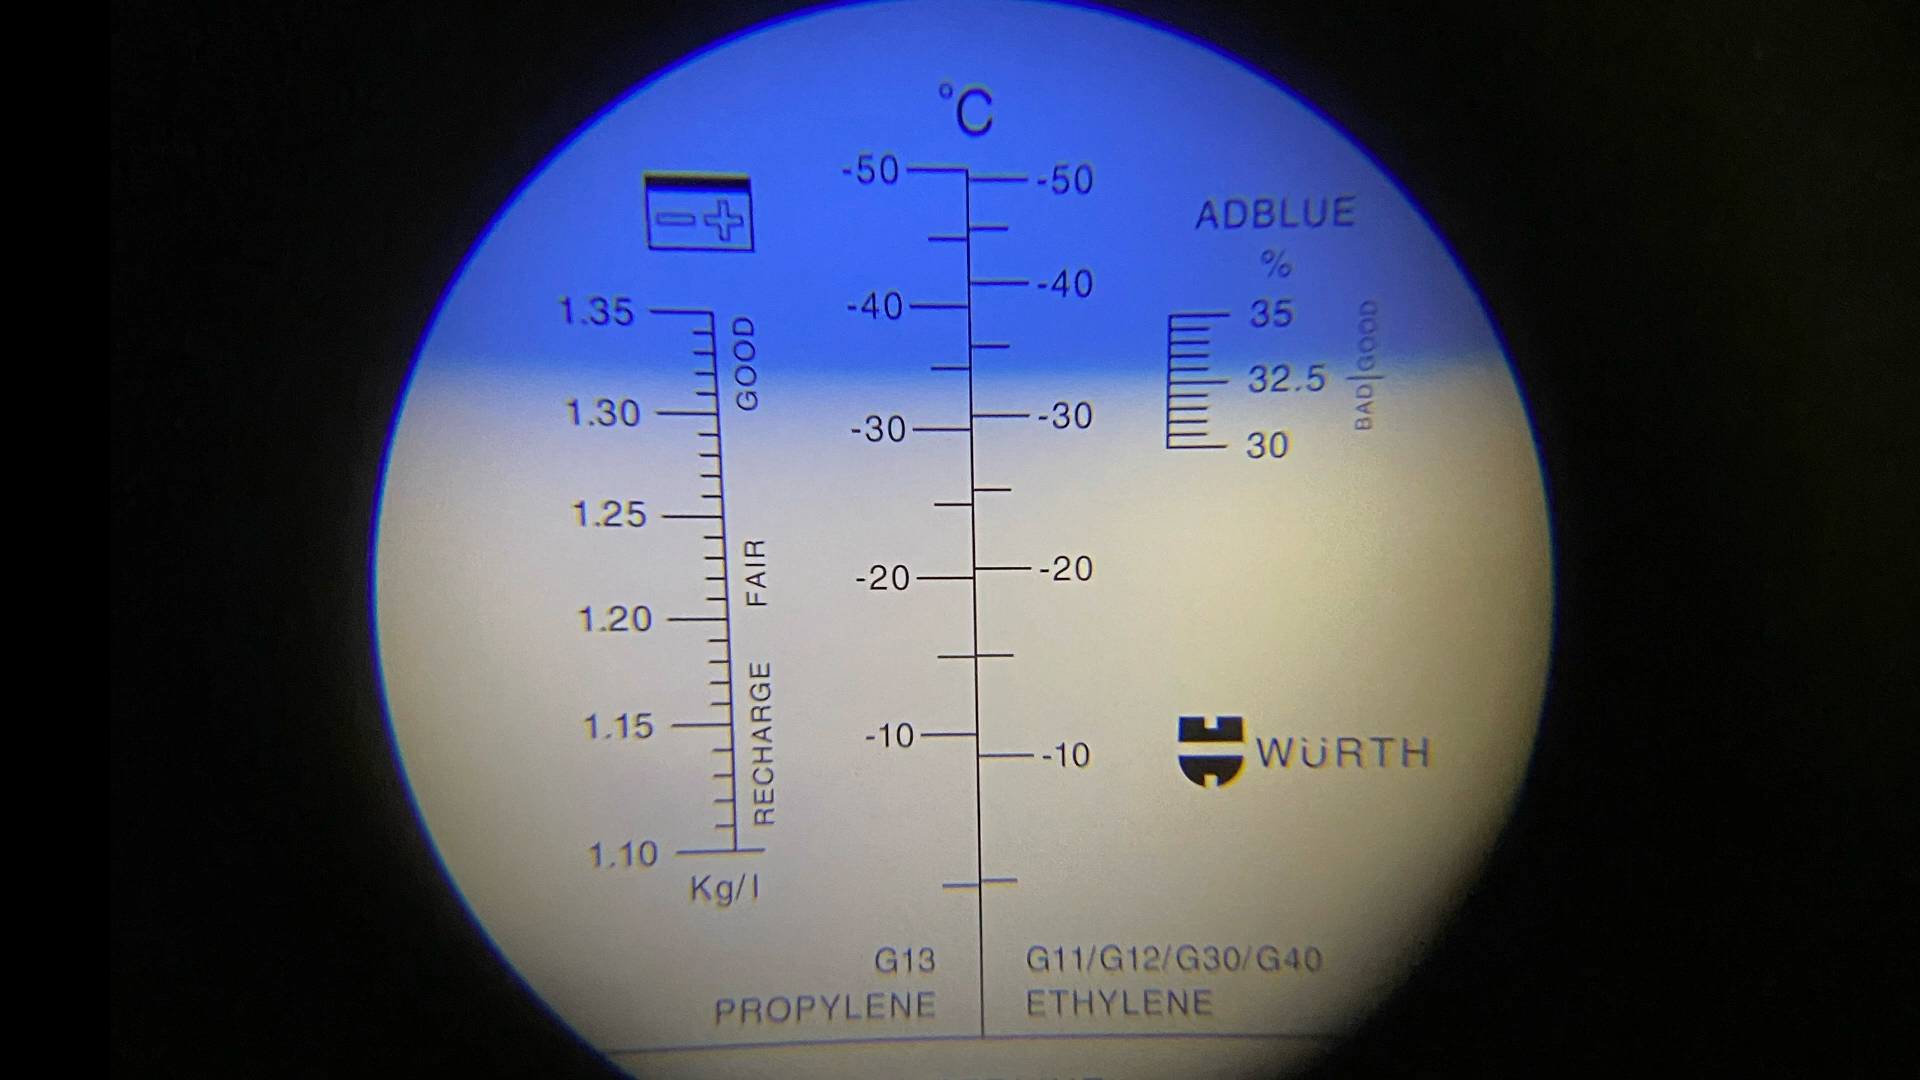 °C
-50 -50
ADBLUE
%
-40 -40
1.35 GOOD 35
32.5 BAD|GOOD
1.30 -30 -30
30
1.25
FAIR -20 -20
1.20
RECHARGE
1.15 -10 -10
WÜRTH
1.10
Kg/l
G13 G11/G12/G30/G40
PROPYLENE ETHYLENE